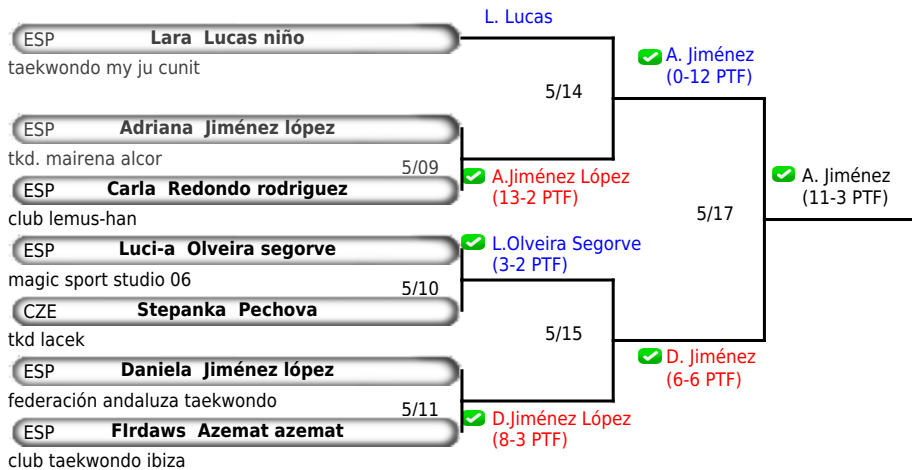 L. Lucas
ESP Lara Lucas niño
taekwondo my ju cunit
A. Jiménez
(0-12 PTF)
5/14
ESP Adriana Jiménez lópez
tkd. mairena alcor
5/09
ESP Carla Redondo rodriguez
club lemus-han
A.Jiménez López
(13-2 PTF)
A. Jiménez
(11-3 PTF)
5/17
ESP Luci-a Olveira segorve
magic sport studio 06
L.Olveira Segorve
(3-2 PTF)
5/10
CZE Stepanka Pechova
tkd lacek
5/15
ESP Daniela Jiménez lópez
federación andaluza taekwondo
D. Jiménez
(6-6 PTF)
5/11
ESP FIrdaws Azemat azemat
club taekwondo ibiza
D.Jiménez López
(8-3 PTF)